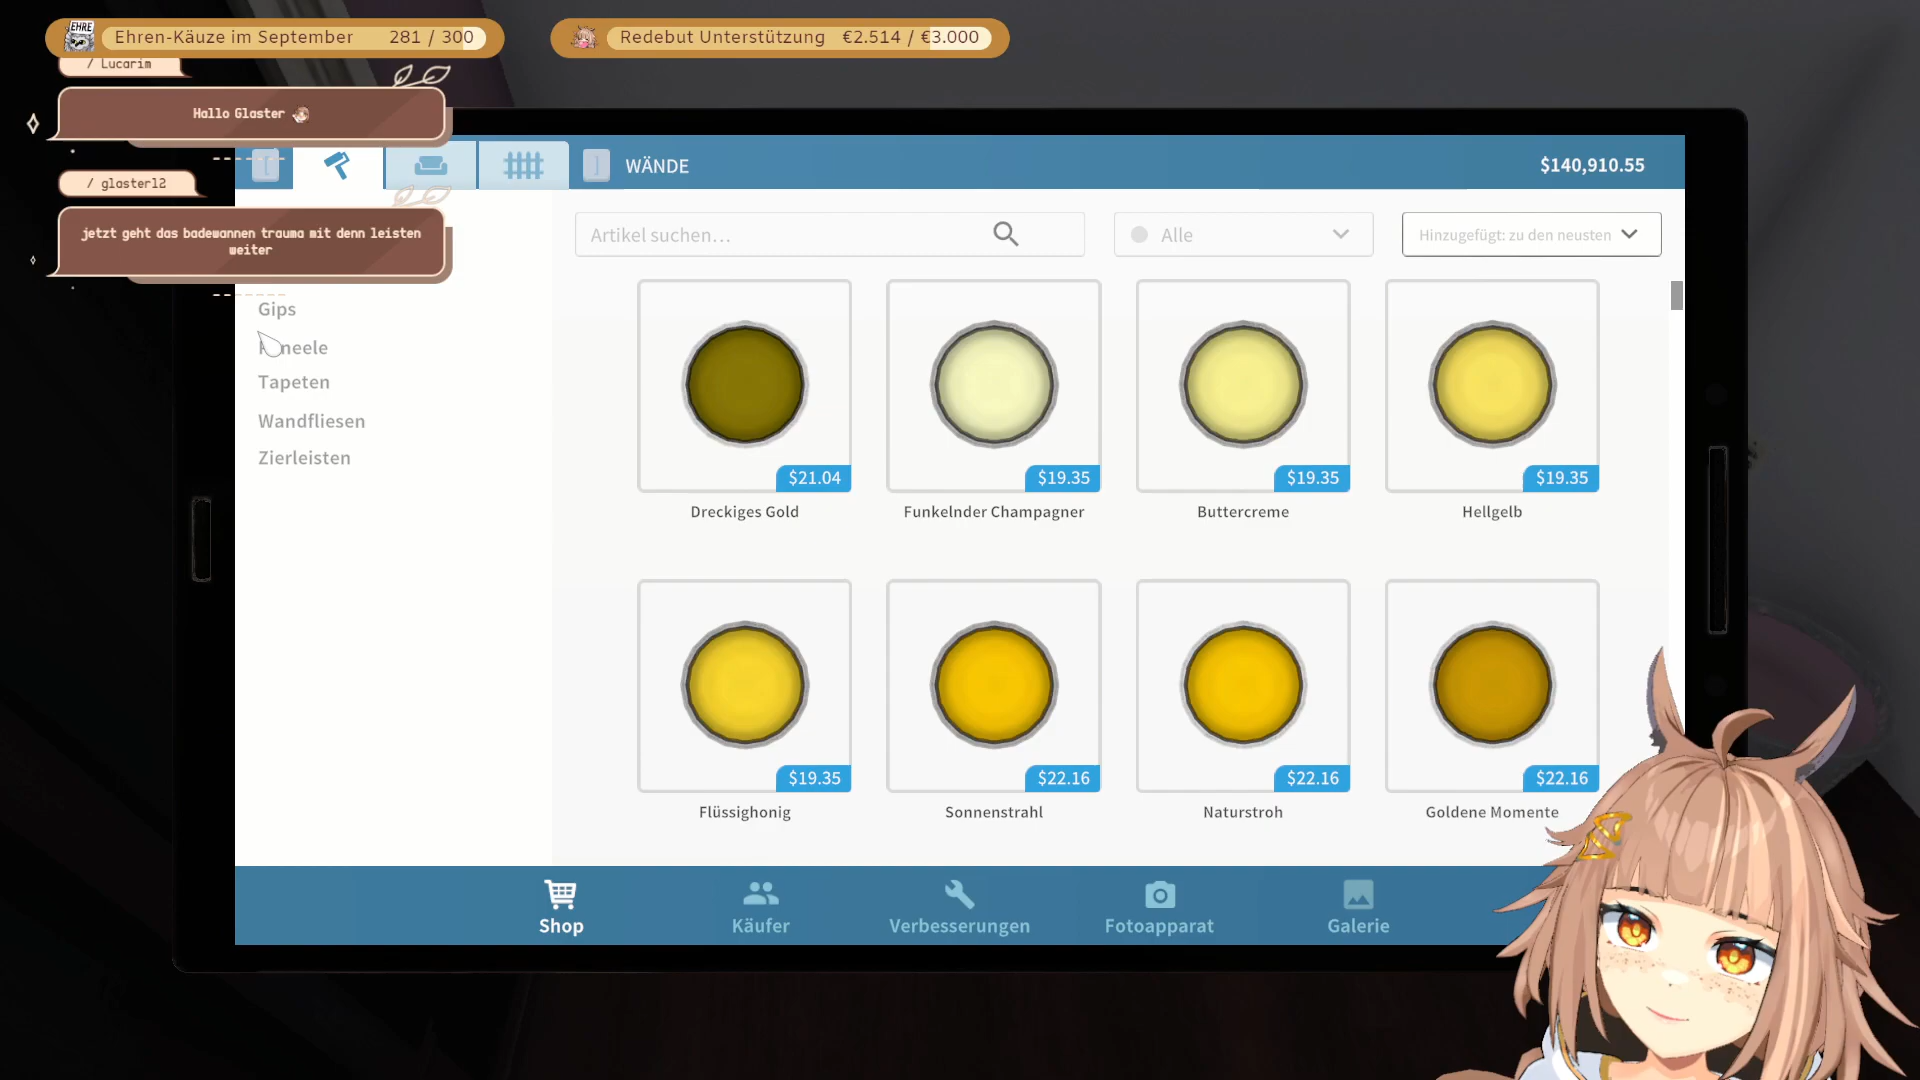 Ehren-Käuze im September 281 / 300
Redebut Unterstützung €2.514 / €3.000
/ Lucarim
Hallo Glaster
/ glaster12
jetzt geht das badewannen trauma mit denn leisten
weiter
[
]
WÄNDE
$140,910.55
Artikel suchen...
Alle
Hinzugefügt: zu den neusten
Gips
Tapeten
Wandfliesen
Zierleisten
$21.04
$19.35
$19.35
$19.35
Dreckiges Gold
Funkelnder Champagner
Buttercreme
Hellgelb
$19.35
$22.16
$22.16
$22.16
Flüssighonig
Sonnenstrahl
Naturstroh
Goldene Momente
Shop
Käufer
Verbesserungen
Fotoapparat
Galerie
EHRE